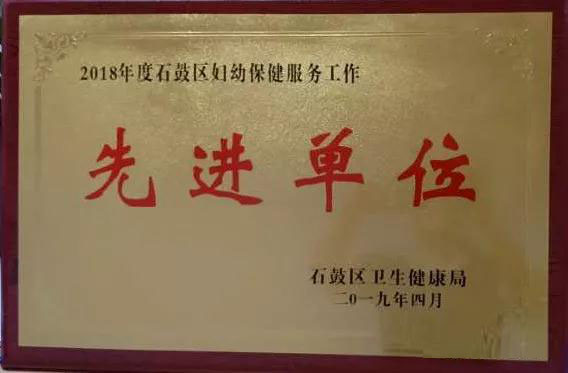 2018年度石鼓区妇幼保健服务工作
先进单位
石鼓区卫生健康局
二0一九年四月